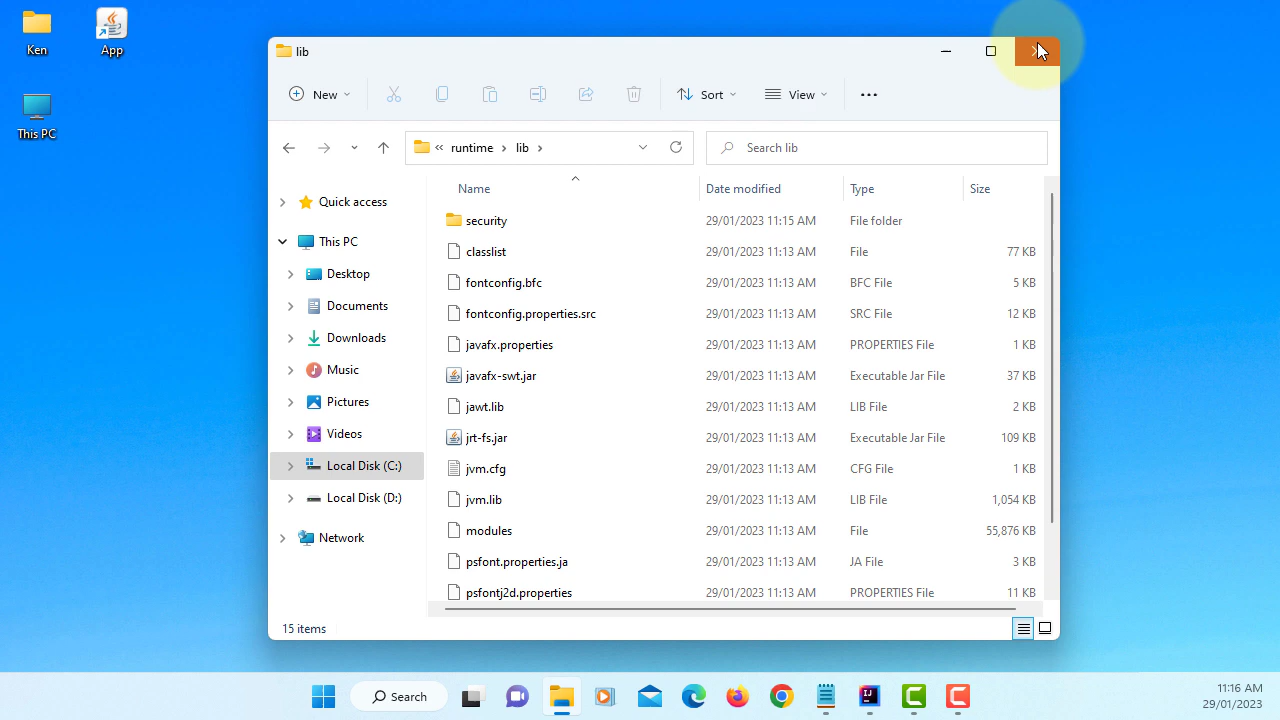 Ken
App
This PC
lib
New
Sort
View
runtime
lib
Search lib
Name
Date modified
Type
Size
Quick access
This PC
Desktop
Documents
Downloads
Music
Pictures
Videos
Local Disk (C:)
Local Disk (D:)
Network
security 29/01/2023 11:15 AM File folder
classlist 29/01/2023 11:13 AM File 77 KB
fontconfig.bfc 29/01/2023 11:13 AM BFC File 5 KB
fontconfig.properties.src 29/01/2023 11:13 AM SRC File 12 KB
javafx.properties 29/01/2023 11:13 AM PROPERTIES File 1 KB
javafx-swt.jar 29/01/2023 11:13 AM Executable Jar File 37 KB
jawt.lib 29/01/2023 11:13 AM LIB File 2 KB
jrt-fs.jar 29/01/2023 11:13 AM Executable Jar File 109 KB
jvm.cfg 29/01/2023 11:13 AM CFG File 1 KB
jvm.lib 29/01/2023 11:13 AM LIB File 1,054 KB
modules 29/01/2023 11:13 AM File 55,876 KB
psfont.properties.ja 29/01/2023 11:13 AM JA File 3 KB
psfontj2d.properties 29/01/2023 11:13 AM PROPERTIES File 11 KB
15 items
Search
11:16 AM
29/01/2023